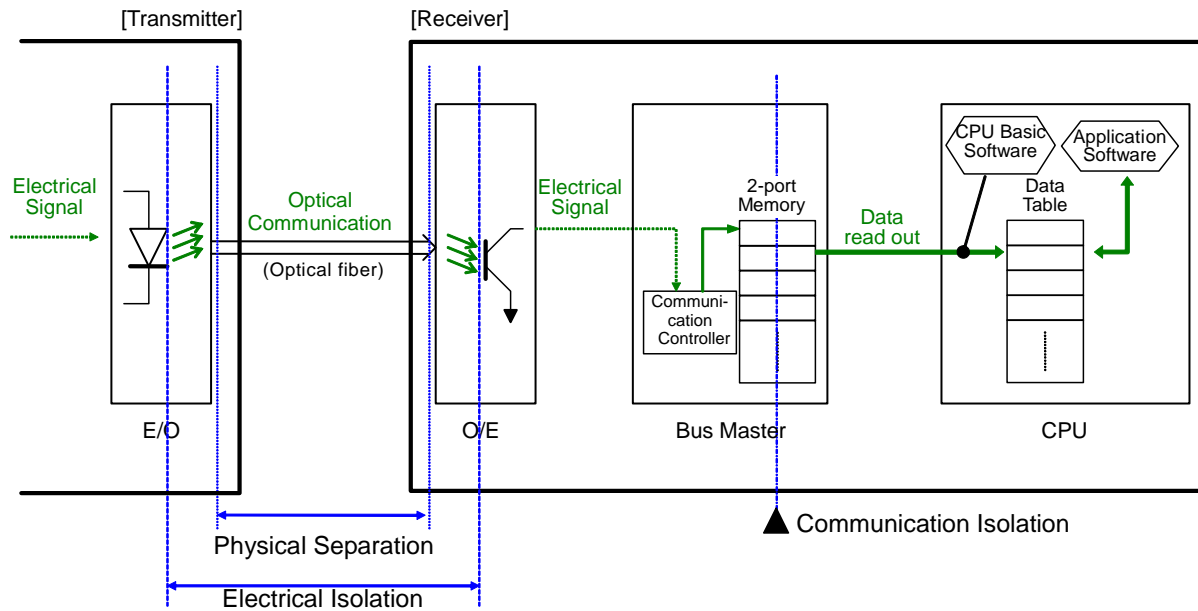 [Transmitter]
[Receiver]
Electrical
Signal
Optical
Communication
(Optical fiber)
Electrical
Signal
2-port
Memory
Communi-
cation
Controller
Data
read out
CPU Basic
Software
Application
Software
Data
Table
E/O
O/E
Bus Master
CPU
Physical Separation
Communication Isolation
Electrical Isolation